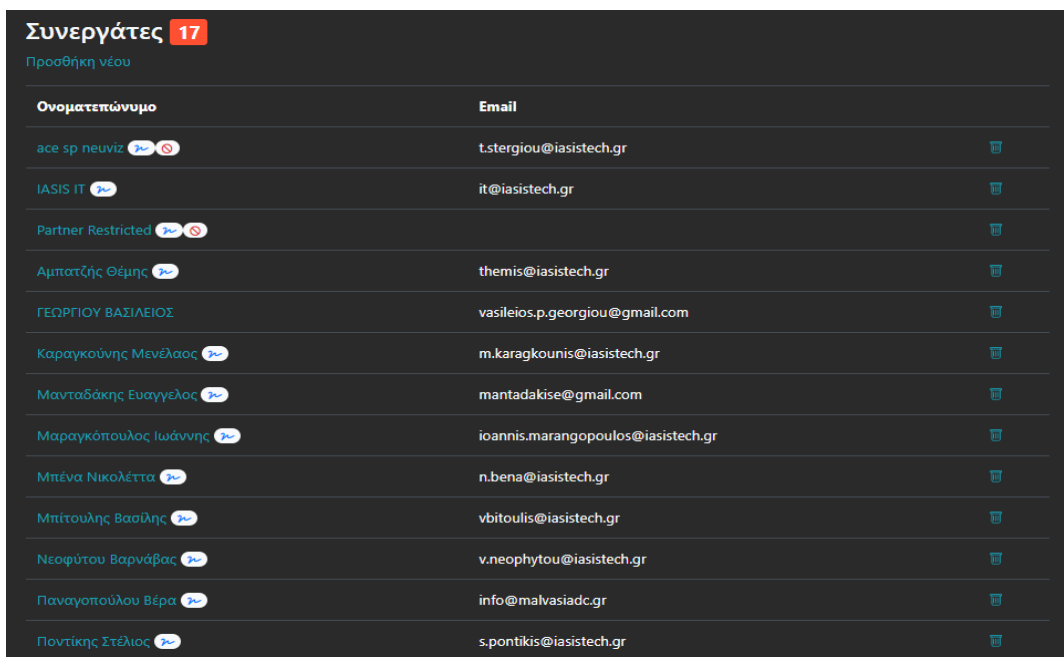 Συνεργάτες 17
Προσθήκη νέου
Ονοματεπώνυμο Email
ace sp neuviz t.stergiou@iasistech.gr
IASIS IT it@iasistech.gr
Partner Restricted
Αμπατζής Θέμης themis@iasistech.gr
ΓΕΩΡΓΙΟΥ ΒΑΣΙΛΕΙΟΣ vasileios.p.georgiou@gmail.com
Καραγκούνης Μενέλαος m.karagkounis@iasistech.gr
Μανταδάκης Ευαγγελος mantadakise@gmail.com
Μαραγκόπουλος Ιωάννης ioannis.marangopoulos@iasistech.gr
Μπένα Νικολέττα n.bena@iasistech.gr
Μπίτουλης Βασίλης vbitoulis@iasistech.gr
Νεοφύτου Βαρνάβας v.neophytou@iasistech.gr
Παναγοπούλου Βέρα info@malvasiadc.gr
Ποντίκης Στέλιος s.pontikis@iasistech.gr